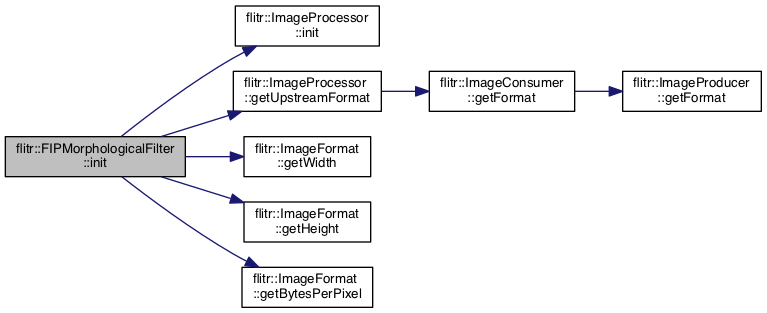 flitr::ImageProcessor
::init
flitr::ImageProcessor
::getUpstreamFormat
flitr::ImageConsumer
::getFormat
flitr::ImageProducer
::getFormat
flitr::FIPMorphologicalFilter
::init
flitr::ImageFormat
::getWidth
flitr::ImageFormat
::getHeight
flitr::ImageFormat
::getBytesPerPixel